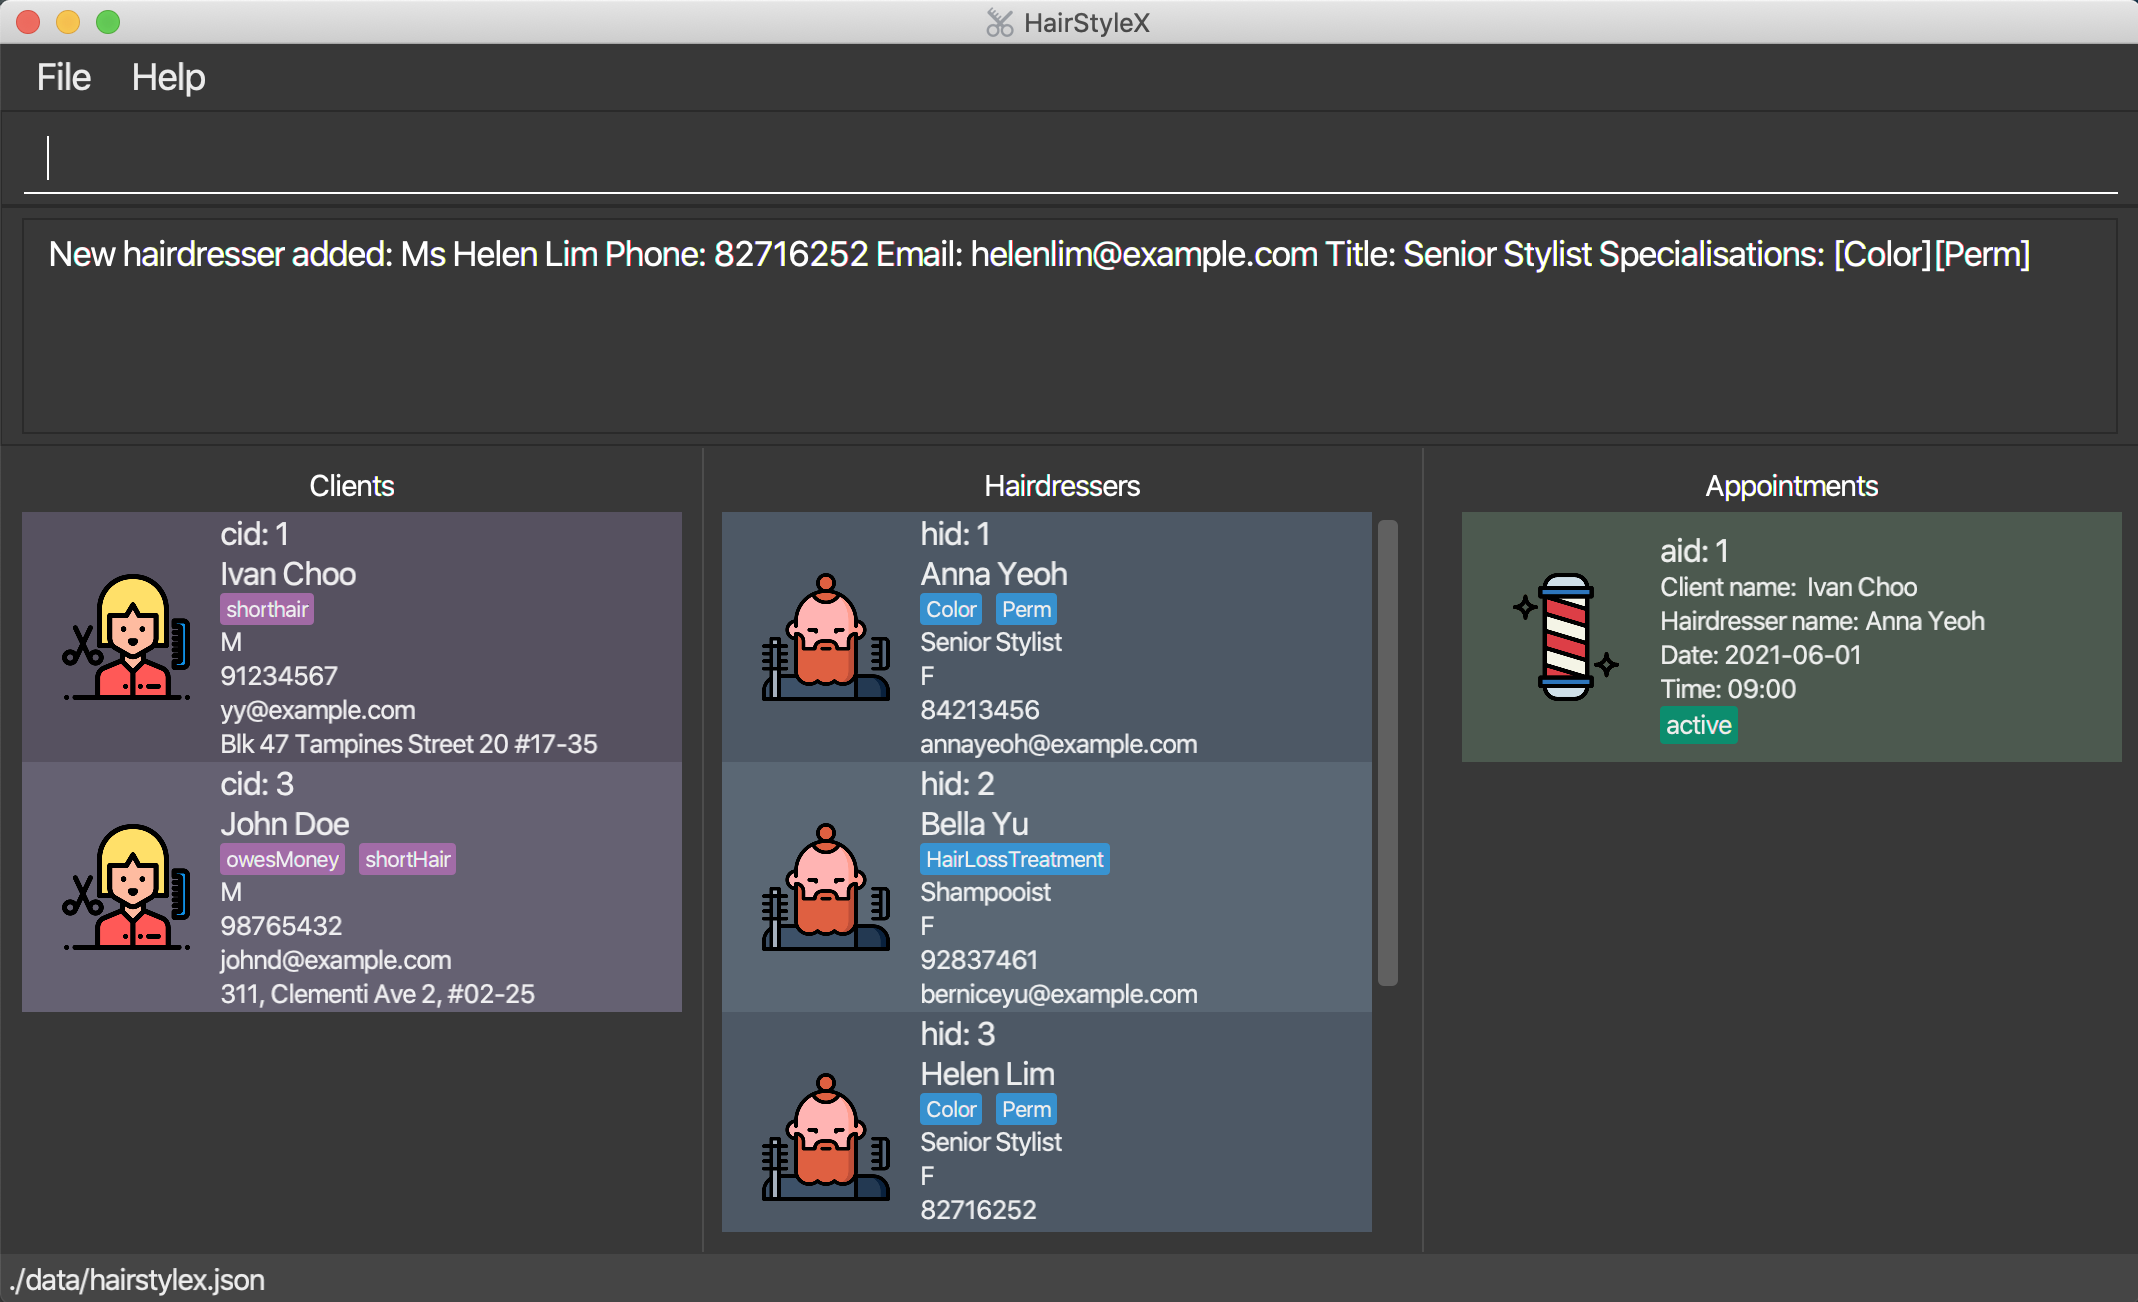 HairStyleX
File Help
New hairdresser added: Ms Helen Lim Phone: 82716252 Email: helenlim@example.com Title: Senior Stylist Specialisations: [Color][Perm]
Clients
cid: 1
Ivan Choo
shorthair
M
91234567
yy@example.com
Blk 47 Tampines Street 20 #17-35
cid: 3
John Doe
owesMoney shortHair
M
98765432
johnd@example.com
311, Clementi Ave 2, #02-25
Hairdressers
hid: 1
Anna Yeoh
Color Perm
Senior Stylist
F
84213456
annayeoh@example.com
hid: 2
Bella Yu
HairLossTreatment
Shampooist
F
92837461
berniceyu@example.com
hid: 3
Helen Lim
Color Perm
Senior Stylist
F
82716252
Appointments
aid: 1
Client name: Ivan Choo
Hairdresser name: Anna Yeoh
Date: 2021-06-01
Time: 09:00
active
./data/hairstylex.json